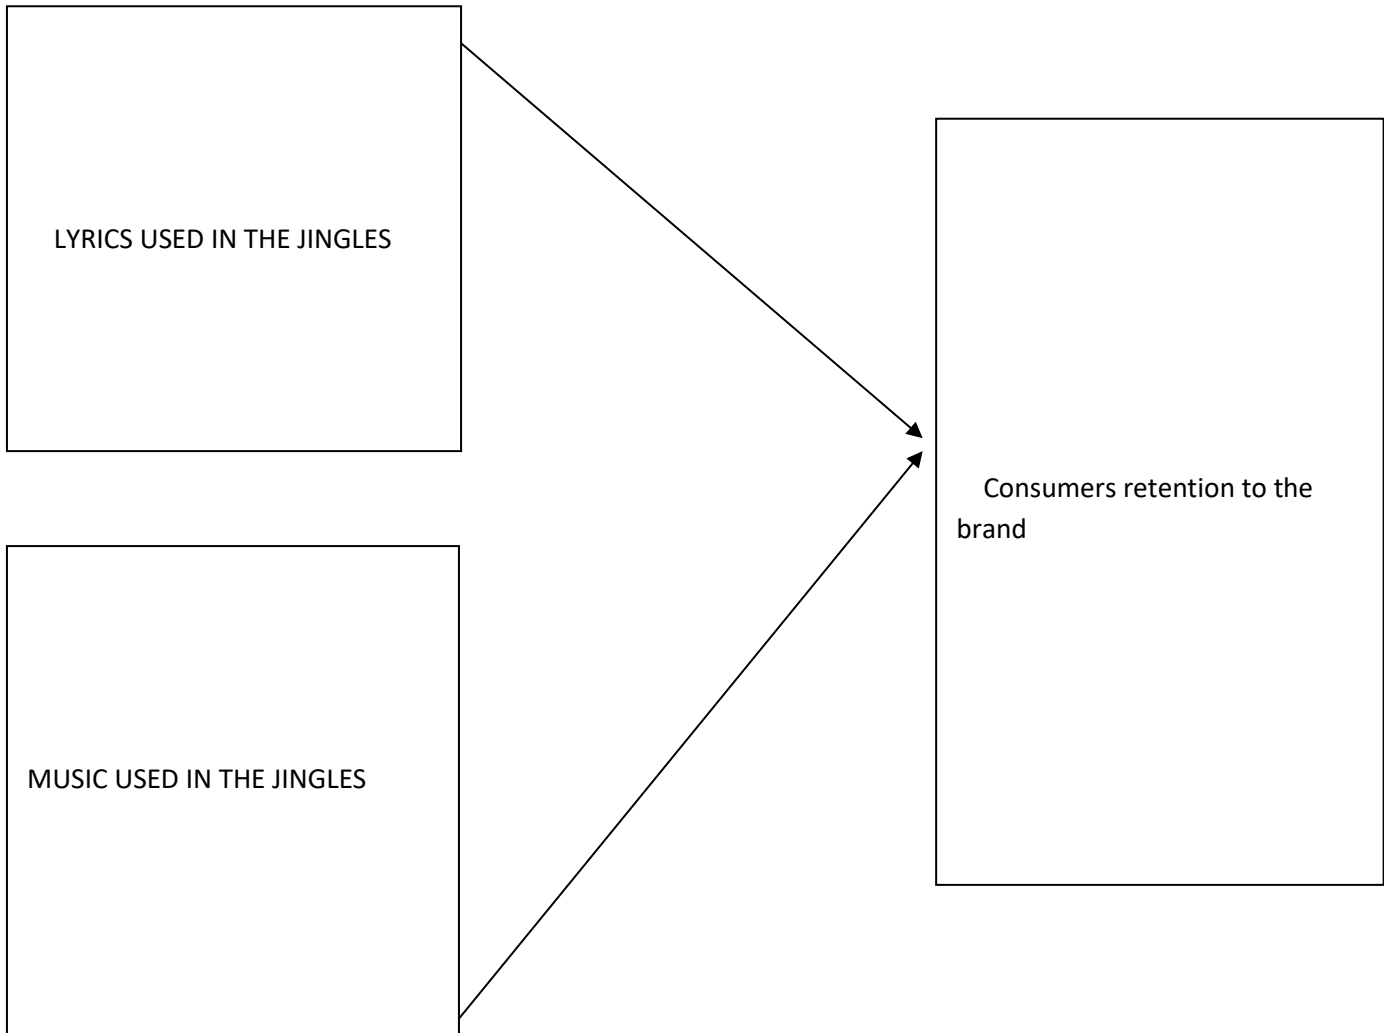 LYRICS USED IN THE JINGLES
MUSIC USED IN THE JINGLES
Consumers retention to the
brand